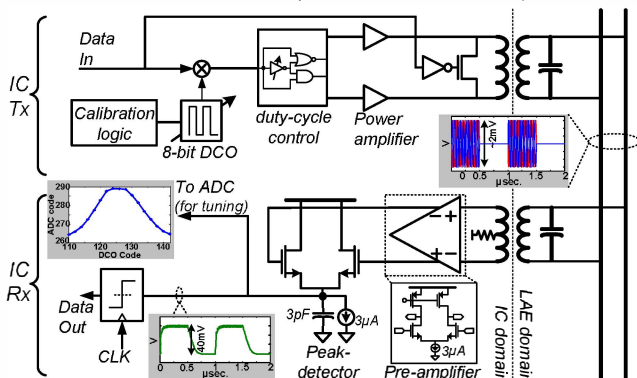 Data
In
IC
Tx
Calibration
logic
8-bit DCO
duty-cycle
control
Power
amplifier
V
~2mV
0 0.5 1 1.5 2
µsec.
To ADC
(for tuning)
ADC code
290
280
270
260
110 120 130 140
DCO Code
IC
Rx
Data
Out
CLK
V
40mV
0 0.5 1 1.5 2
µsec.
3pF
3µA
Peak-
detector
3µA
Pre-amplifier
IC domain
LAE domain